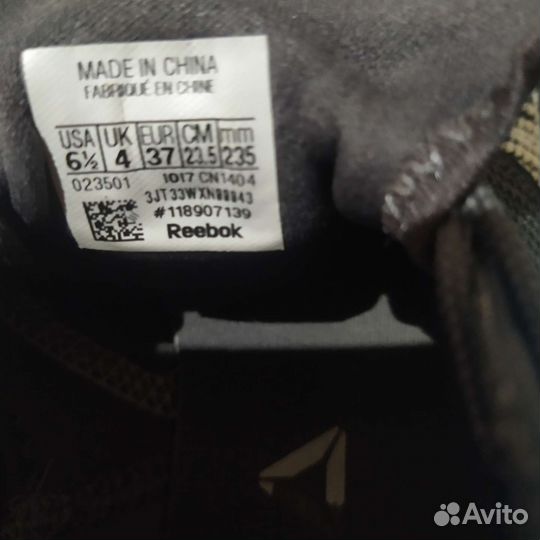 MADE IN CHINA
FABRIQUÉ EN CHINE
USA UK EUR CM mm
6½ 4 37 23.5 235
023501 1017 CN1404
#118907139
Reebok
Avito